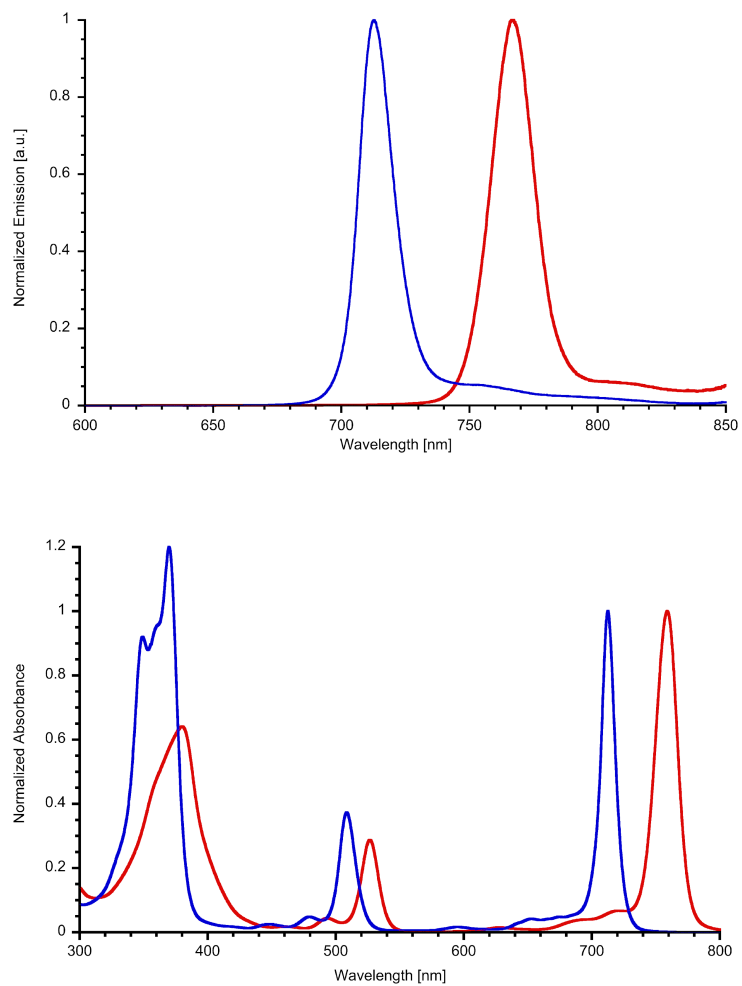 1
0.8
0.6
0.4
0.2
0
Normalized Emission [a.u.]
600 650 700 750 800 850
Wavelength [nm]
1.2
1
0.8
0.6
0.4
0.2
0
Normalized Absorbance
300 400 500 600 700 800
Wavelength [nm]